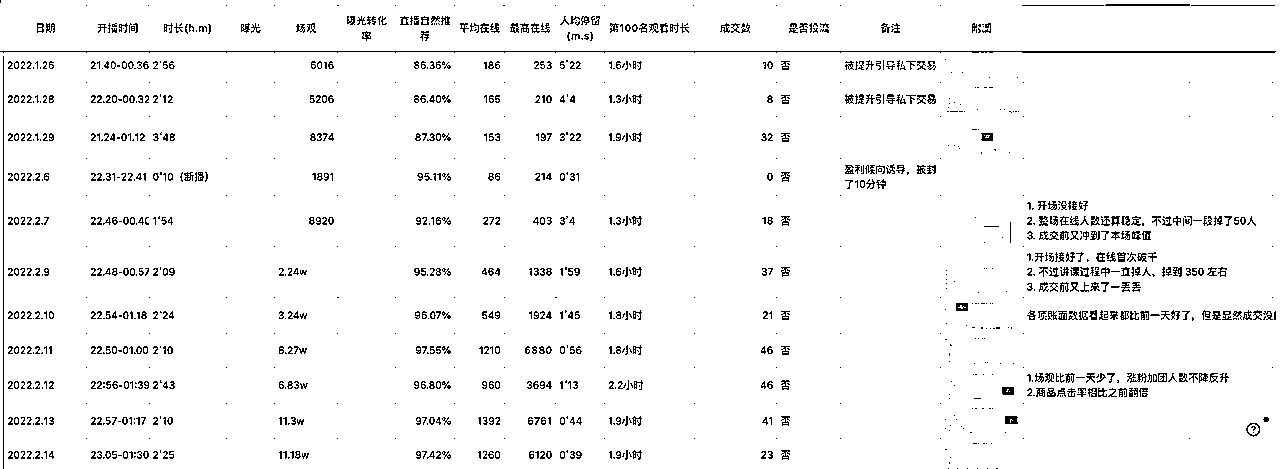 日期 开播时间 时长(h.m) 曝光 场观 曝光转化率 直播自然推荐 平均在线 最高在线 人均停留(m.s) 第100名观看时长 成交数 是否投流 备注 附图
2022.1.26 21.40-00.36 2'56 6016 86.36% 186 253 5'22 1.6小时 10 否 被提升引导私下交易
2022.1.28 22.20-00.32 2'12 5206 86.40% 165 210 4'4 1.3小时 8 否 被提升引导私下交易
2022.1.29 21.24-01.12 3'48 8374 87.30% 153 197 3'22 1.9小时 32 否
2022.2.6 22.31-22.41 0'10（断播） 1891 95.11% 86 214 0'31 0 否 盈利倾向诱导，被封了10分钟
2022.2.7 22.46-00.40 1'54 8920 92.16% 272 403 3'4 1.3小时 18 否
1. 开场没接好
2. 整场在线人数还算稳定，不过中间一段掉了50人
3. 成交前又冲到了本场峰值
2022.2.9 22.48-00.57 2'09 2.24w 95.28% 464 1338 1'59 1.6小时 37 否
1.开场接好了，在线首次破千
2. 不过讲课过程中一直掉人，掉到 350 左右
3. 成交前又上来了一丢丢
2022.2.10 22.54-01.18 2'24 3.24w 96.07% 549 1924 1'45 1.8小时 21 否 各项账面数据看起来都比前一天好了，但是显然成交没
2022.2.11 22.50-01.00 2'10 8.27w 97.55% 1210 6880 0'56 1.8小时 46 否
2022.2.12 22:56-01:39 2'43 6.83w 96.80% 960 3694 1'13 2.2小时 46 否
1.场观比前一天少了，涨粉加团人数不降反升
2.商品点击率相比之前翻倍
2022.2.13 22.57-01:17 2'10 11.3w 97.04% 1392 6761 0'44 1.9小时 41 否
2022.2.14 23.05-01:30 2'25 11.18w 97.42% 1260 6120 0'39 1.9小时 23 否